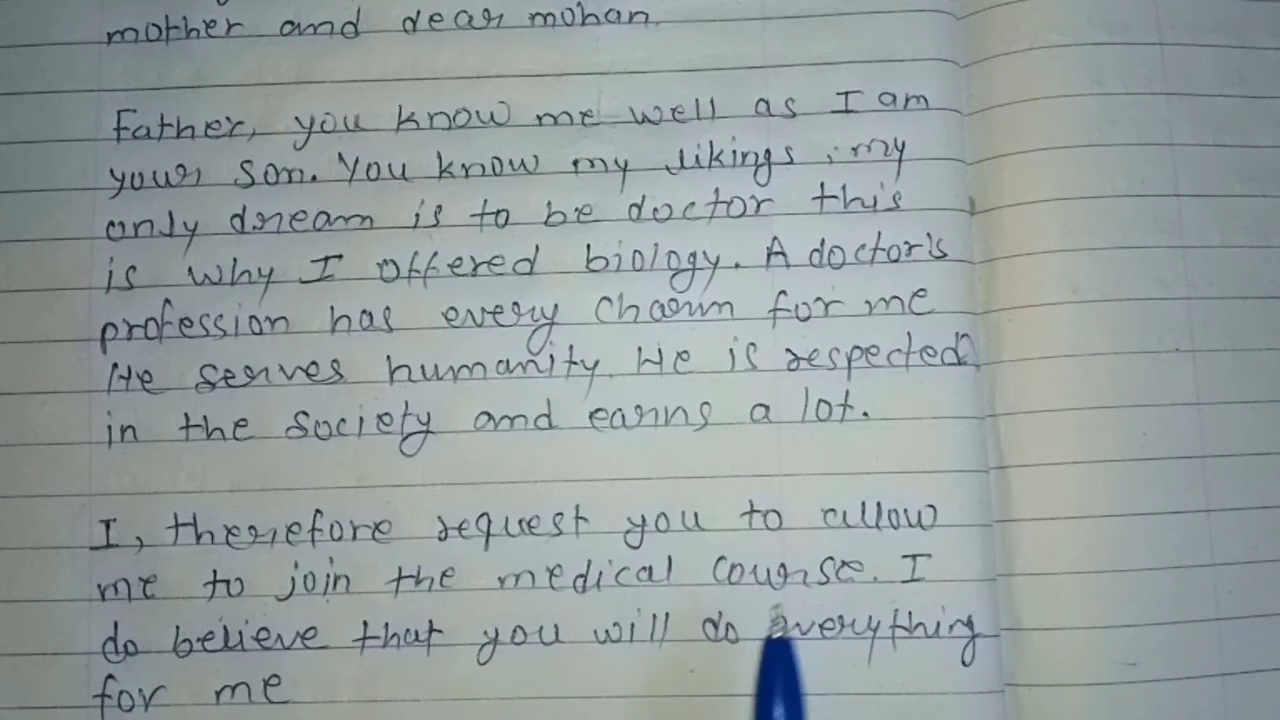 mother and dear mohan.
Father, you know me well as I am
your son. You know my likings, my
only dream is to be doctor this
is why I offered biology. A doctor's
profession has every charm for me
He serves humanity. He is respected
in the society and earns a lot.
I, therefore request you to allow
me to join the medical course. I
do believe that you will do everything
for me